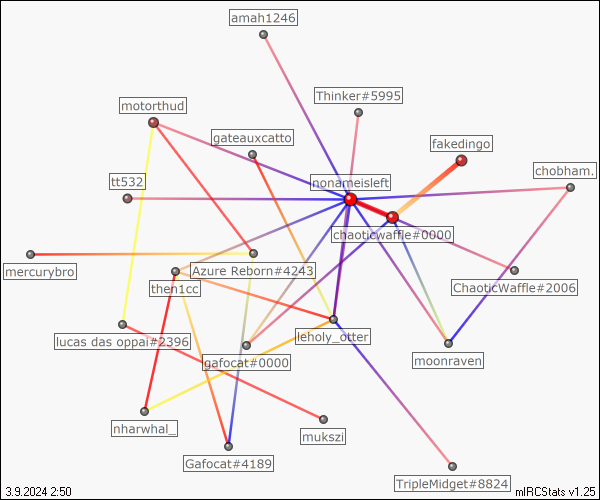 amah1246
Thinker#5995
motorthud
gateauxcatto
fakedingo
chobham.
tt532
nonameisleft
chaoticwaffle#0000
mercurybro
Azure Reborn#4243
then1cc
ChaoticWaffle#2006
lucas das oppai#2396
leholy_otter
gafocat#0000
moonraven
nharwhal_
mukszi
Gafocat#4189
TripleMidget#8824
3.9.2024 2:50
mIRCStats v1.25